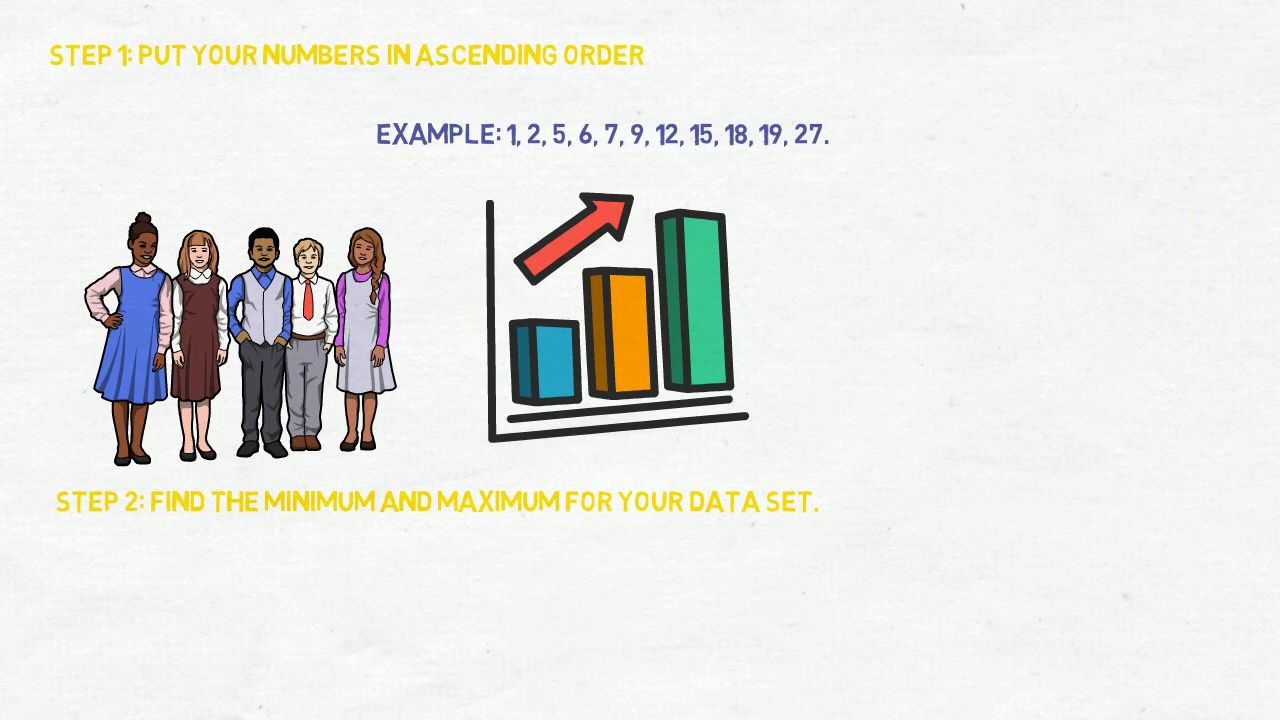 STEP 1: PUT YOUR NUMBERS IN ASCENDING ORDER
EXAMPLE: 1, 2, 5, 6, 7, 9, 12, 15, 18, 19, 27.
STEP 2: FIND THE MINIMUM AND MAXIMUM FOR YOUR DATA SET.